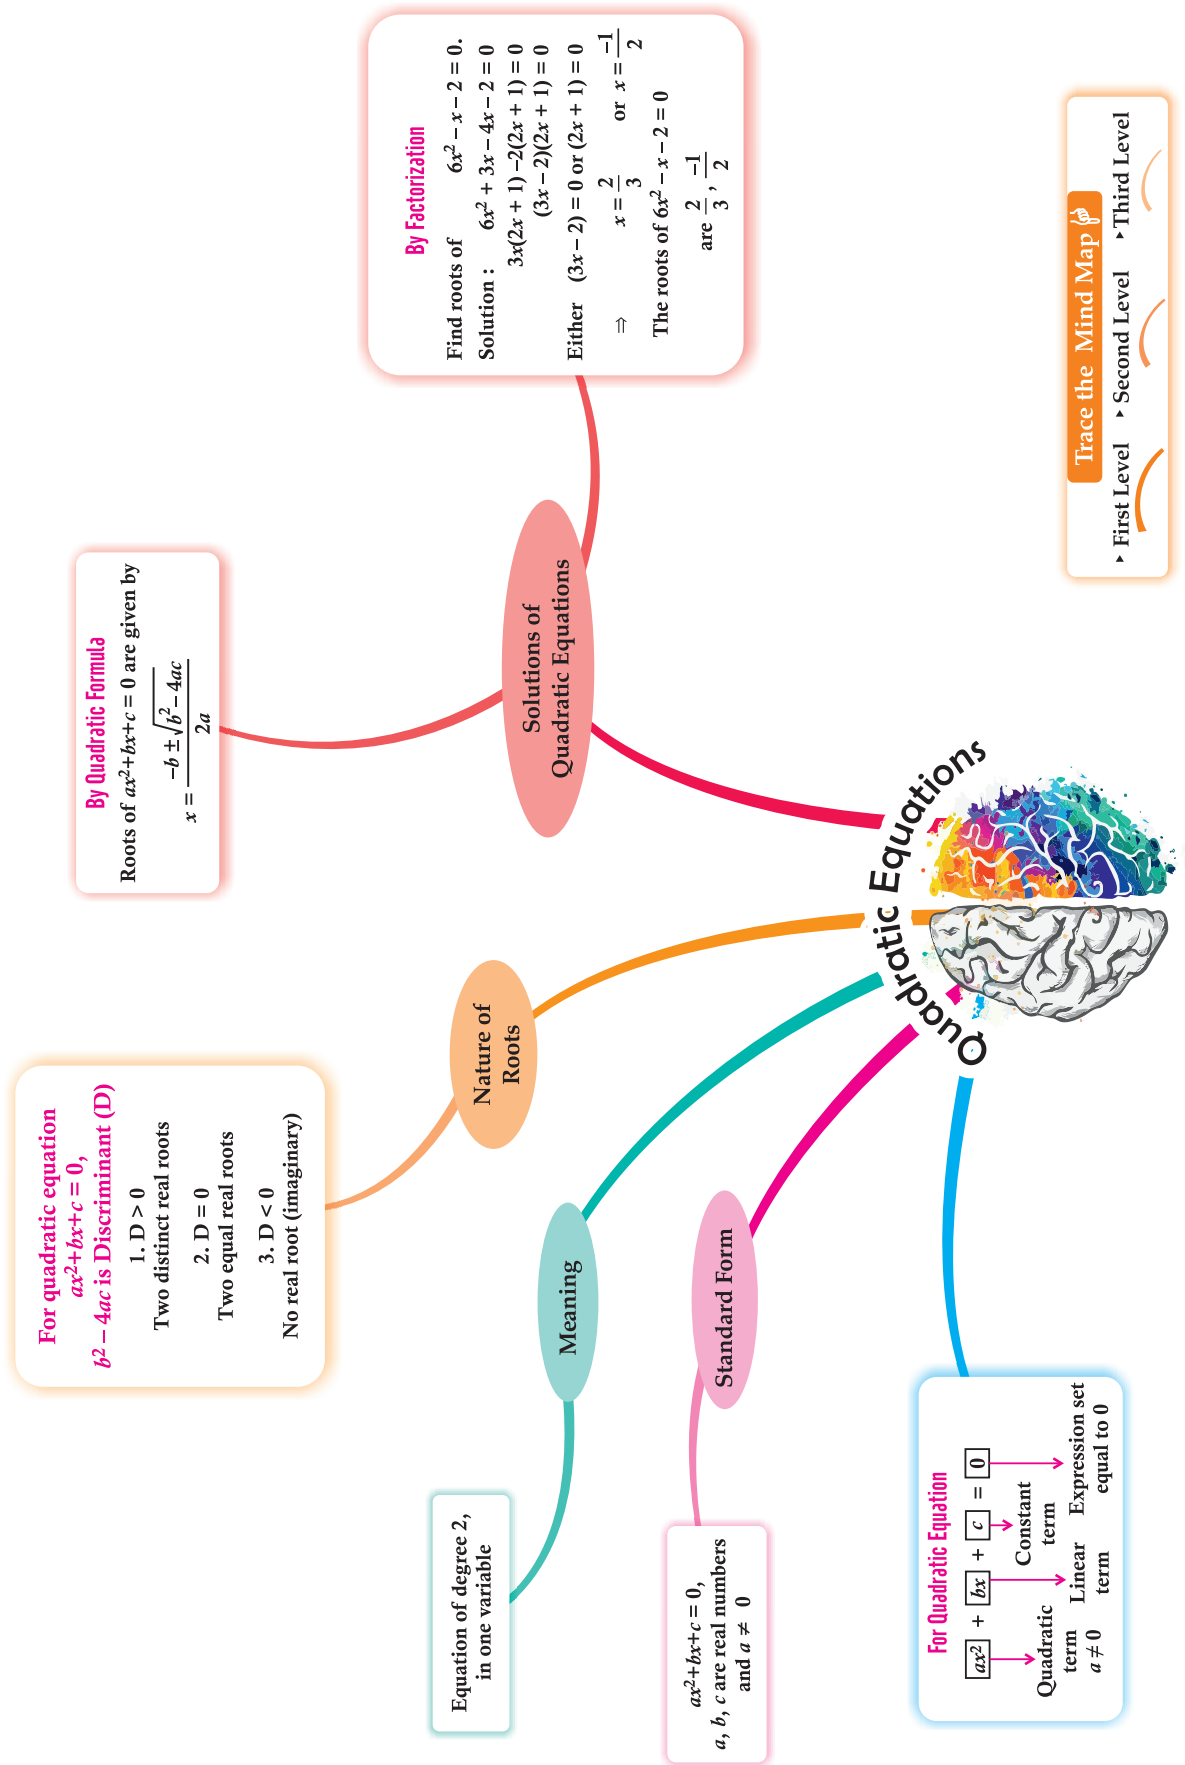 By Quadratic Formula
Roots of ax²+bx+c = 0 are given by
x = (−b ± √(b² − 4ac)) / 2a
By Factorization
Find roots of 6x² − x − 2 = 0.
Solution : 6x² + 3x − 4x − 2 = 0
3x(2x + 1) −2(2x + 1) = 0
(3x − 2)(2x + 1) = 0
Either (3x − 2) = 0 or (2x + 1) = 0
⇒ x = 2/3 or x = −1/2
The roots of 6x² − x − 2 = 0
are 2/3 , −1/2
Solutions of
Quadratic Equations
For quadratic equation
ax²+bx+c = 0,
b² − 4ac is Discriminant (D)
1. D > 0
Two distinct real roots
2. D = 0
Two equal real roots
3. D < 0
No real root (imaginary)
Nature of
Roots
Equation of degree 2,
in one variable
Meaning
ax²+bx+c = 0,
a, b, c are real numbers
and a ≠ 0
Standard Form
For Quadratic Equation
ax² + bx + c = 0
Quadratic
term
a ≠ 0
Linear
term
Constant
term
Expression set
equal to 0
Quadratic Equations
Trace the Mind Map
▸ First Level ▸ Second Level ▸ Third Level